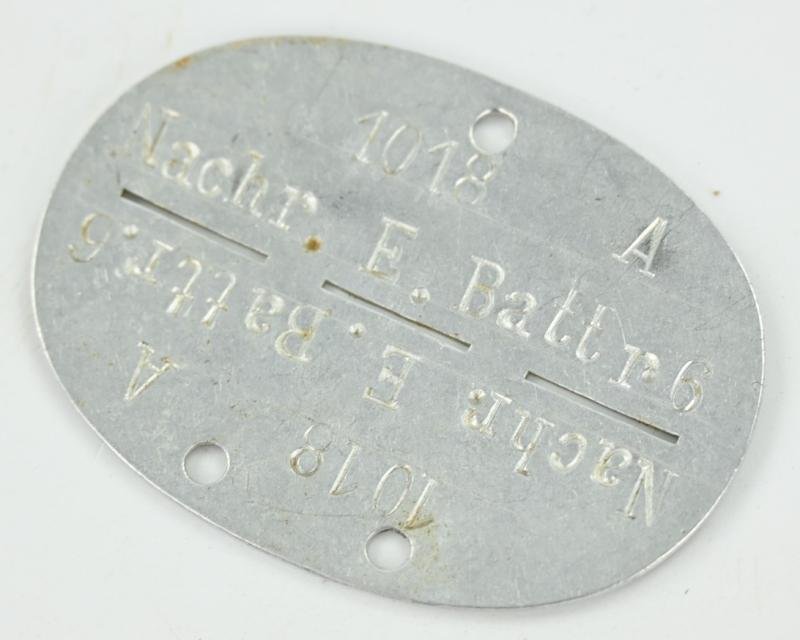 1018 A
Nachr. E. Battr 6
Nachr. E. Battr. 6
1018 A